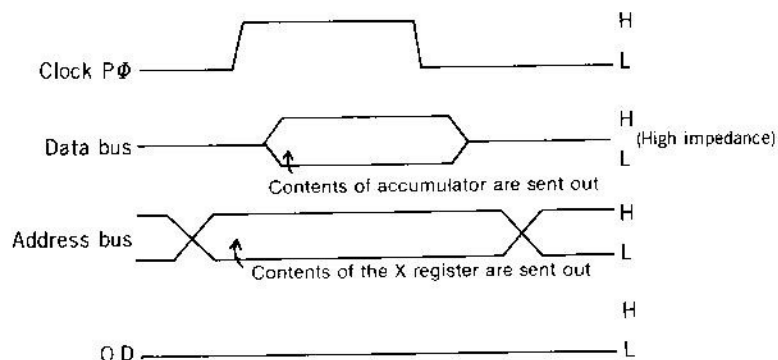 H
Clock PΦ
L
H
Data bus
(High impedance)
L
Contents of accumulator are sent out
H
Address bus
L
Contents of the X register are sent out
H
OD
L